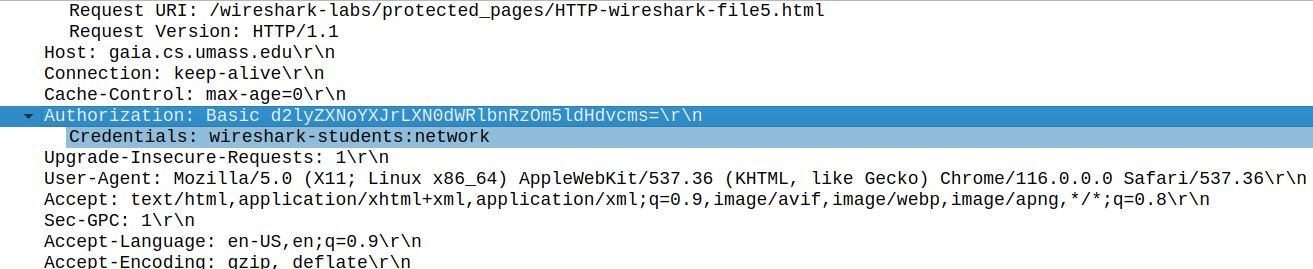 Request URI: /wireshark-labs/protected_pages/HTTP-wireshark-file5.html
Request Version: HTTP/1.1
Host: gaia.cs.umass.edu\r\n
Connection: keep-alive\r\n
Cache-Control: max-age=0\r\n
Authorization: Basic d2lyZXNoYXJrLXN0dWRlbnRzOm5ldHdvcms=\r\n
Credentials: wireshark-students:network
Upgrade-Insecure-Requests: 1\r\n
User-Agent: Mozilla/5.0 (X11; Linux x86_64) AppleWebKit/537.36 (KHTML, like Gecko) Chrome/116.0.0.0 Safari/537.36\r\n
Accept: text/html,application/xhtml+xml,application/xml;q=0.9,image/avif,image/webp,image/apng,*/*;q=0.8\r\n
Sec-GPC: 1\r\n
Accept-Language: en-US,en;q=0.9\r\n
Accept-Encoding: gzip, deflate\r\n